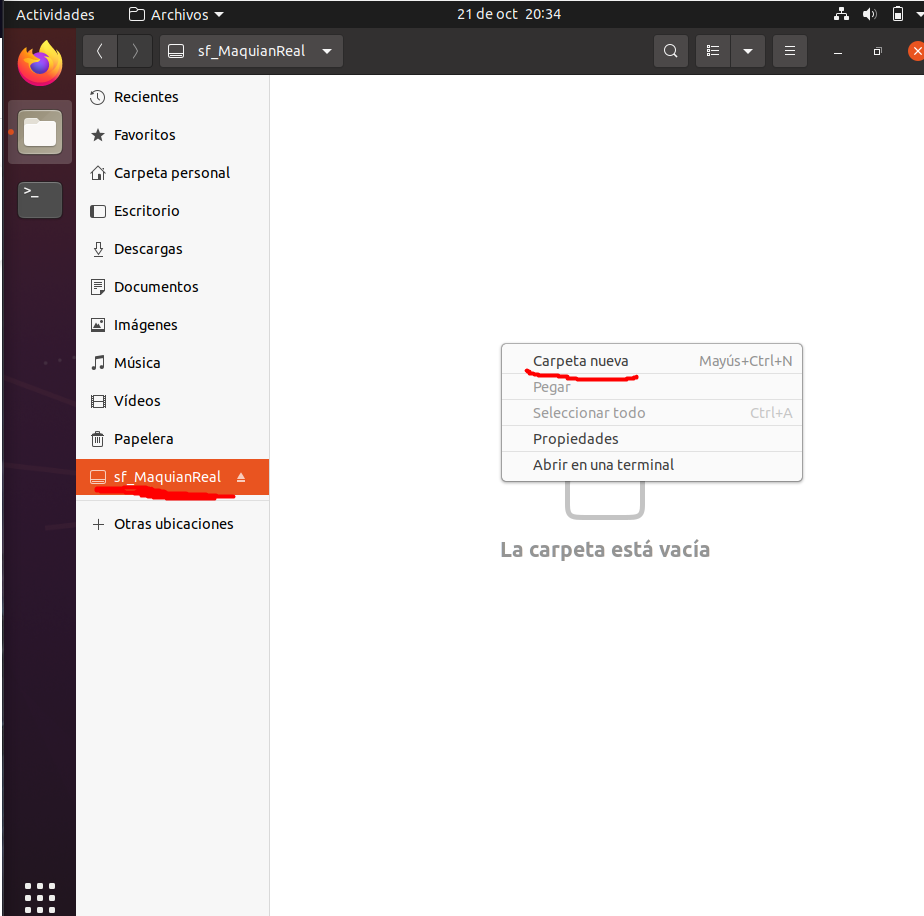 Actividades
Archivos
21 de oct 20:34
sf_MaquianReal
Recientes
Favoritos
Carpeta personal
Escritorio
Descargas
Documentos
Imágenes
Música
Vídeos
Papelera
sf_MaquianReal
Otras ubicaciones
Carpeta nueva Mayús+Ctrl+N
Pegar
Seleccionar todo Ctrl+A
Propiedades
Abrir en una terminal
La carpeta está vacía